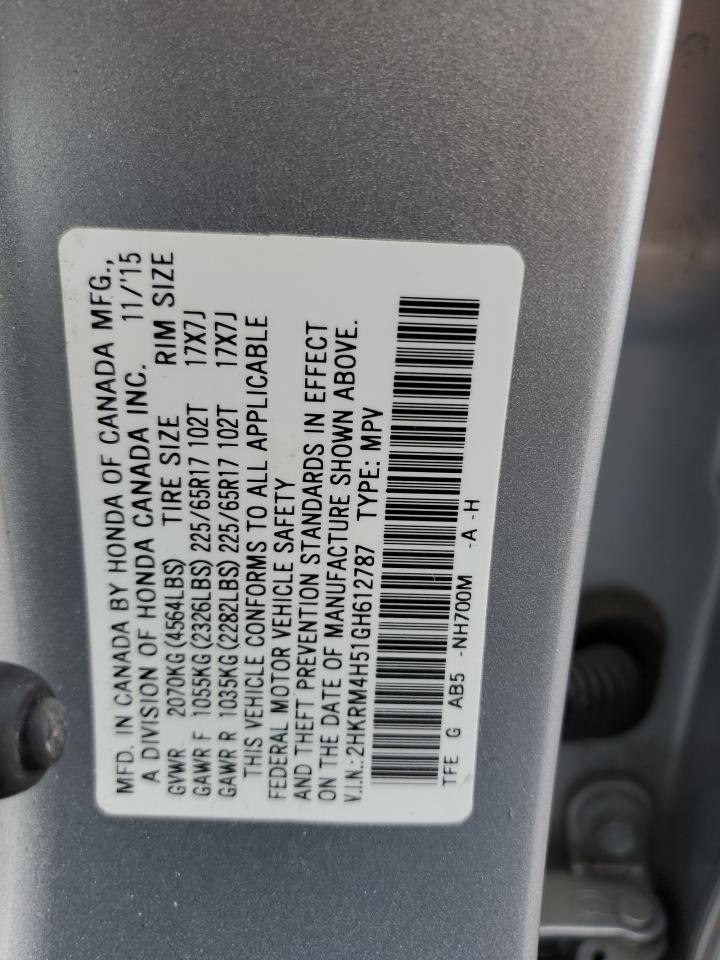 MFD. IN CANADA BY HONDA OF CANADA MFG.,
A DIVISION OF HONDA CANADA INC. 11/'15
GVWR. 2070KG(4564LBS) TIRE SIZE RIM SIZE
GAWR F 1055KG(2326LBS) 225/65R17 102T 17X7J
GAWR R 1035KG(2282LBS) 225/65R17 102T 17X7J
THIS VEHICLE CONFORMS TO ALL APPLICABLE
FEDERAL MOTOR VEHICLE SAFETY
AND THEFT PREVENTION STANDARDS IN EFFECT
ON THE DATE OF MANUFACTURE SHOWN ABOVE.
V.I.N.:2HKRM4H51GH612787 TYPE: MPV
TFE G AB5 -NH700M -A -H